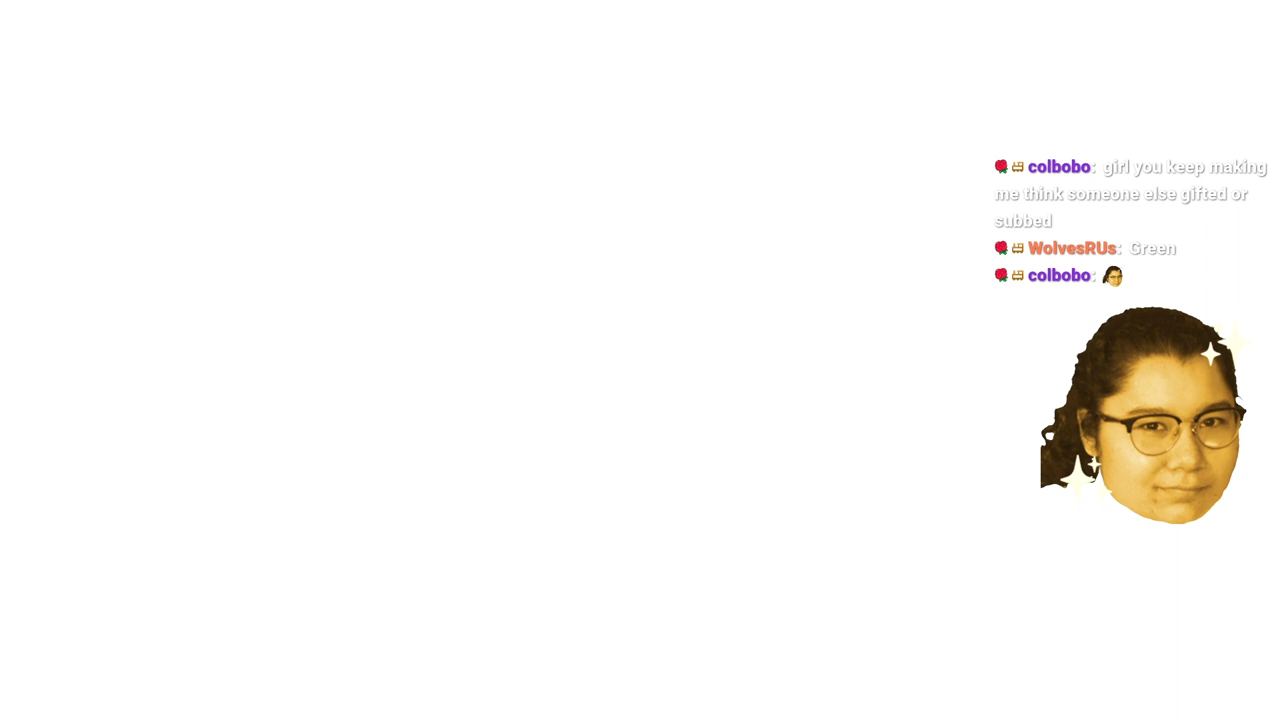 colbobo: girl you keep making
me think someone else gifted or
subbed
WolvesRUs: Green
colbobo: